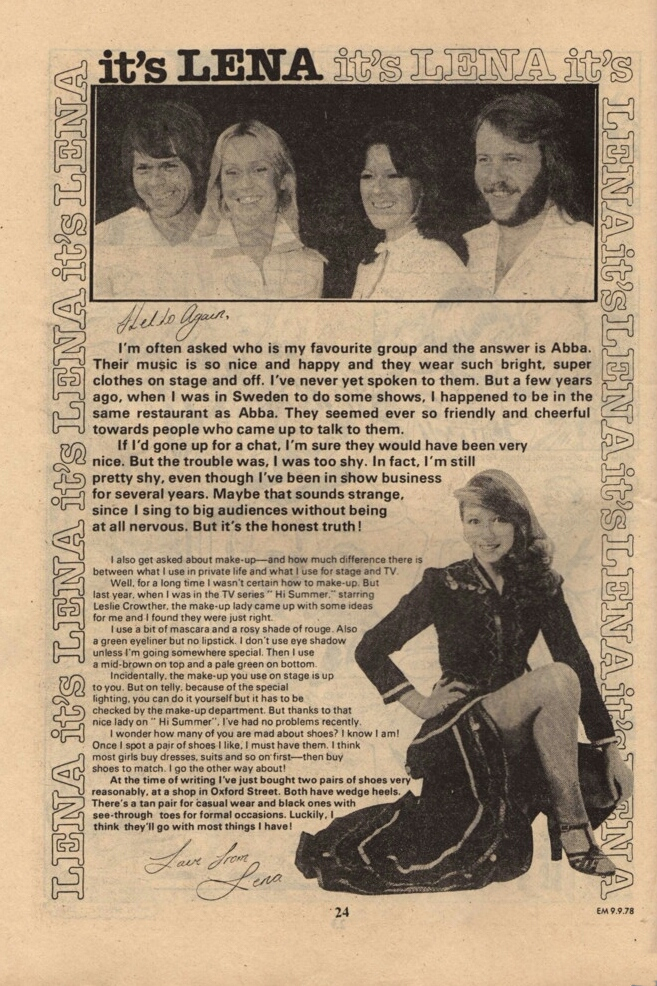 it's LENA it's LENA it's
LENA it's LENA it's LENA it's LENA it's LENA
LENA it's LENA it's LENA it's LENA
Hello Again,
I'm often asked who is my favourite group and the answer is Abba.
Their music is so nice and happy and they wear such bright, super
clothes on stage and off. I've never yet spoken to them. But a few years
ago, when I was in Sweden to do some shows, I happened to be in the
same restaurant as Abba. They seemed ever so friendly and cheerful
towards people who came up to talk to them.
If I'd gone up for a chat, I'm sure they would have been very
nice. But the trouble was, I was too shy. In fact, I'm still
pretty shy, even though I've been in show business
for several years. Maybe that sounds strange,
since I sing to big audiences without being
at all nervous. But it's the honest truth!
I also get asked about make-up—and how much difference there is
between what I use in private life and what I use for stage and TV.
Well, for a long time I wasn't certain how to make-up. But
last year, when I was in the TV series "Hi Summer," starring
Leslie Crowther, the make-up lady came up with some ideas
for me and I found they were just right.
I use a bit of mascara and a rosy shade of rouge. Also
a green eyeliner but no lipstick. I don't use eye shadow
unless I'm going somewhere special. Then I use
a mid-brown on top and a pale green on bottom.
Incidentally, the make-up you use on stage is up
to you. But on telly, because of the special
lighting, you can do it yourself but it has to be
checked by the make-up department. But thanks to that
nice lady on "Hi Summer", I've had no problems recently.
I wonder how many of you are mad about shoes? I know I am!
Once I spot a pair of shoes I like, I must have them. I think
most girls buy dresses, suits and so on first—then buy
shoes to match. I go the other way about!
At the time of writing I've just bought two pairs of shoes very
reasonably, at a shop in Oxford Street. Both have wedge heels.
There's a tan pair for casual wear and black ones with
see-through toes for formal occasions. Luckily, I
think they'll go with most things I have!
Love from
Lena
24
EM 9.9.78